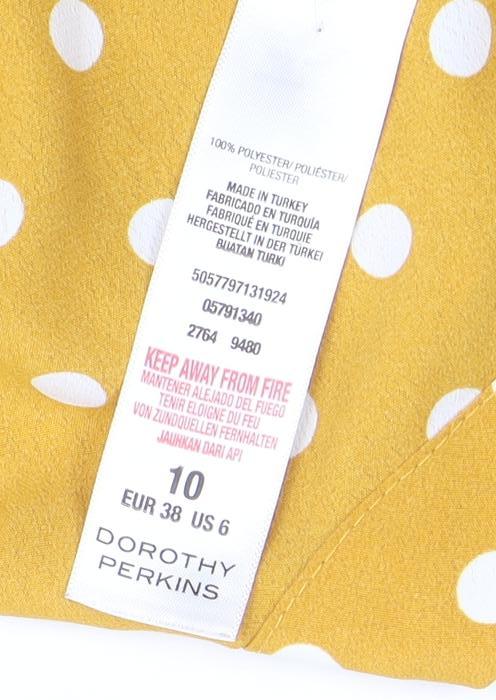 100% POLYESTER/ POLIÉSTER/
POLIESTER
MADE IN TURKEY
FABRICADO EN TURQUÍA
FABRIQUÉ EN TURQUIE
HERGESTELLT IN DER TÜRKEI
BUATAN TURKI
5057797131924
05791340
2764 9480
KEEP AWAY FROM FIRE
MANTENER ALEJADO DEL FUEGO
TENIR ELOIGNE DU FEU
VON ZUNDQUELLEN FERNHALTEN
JAUHKAN DARI API
10
EUR 38 US 6
DOROTHY
PERKINS